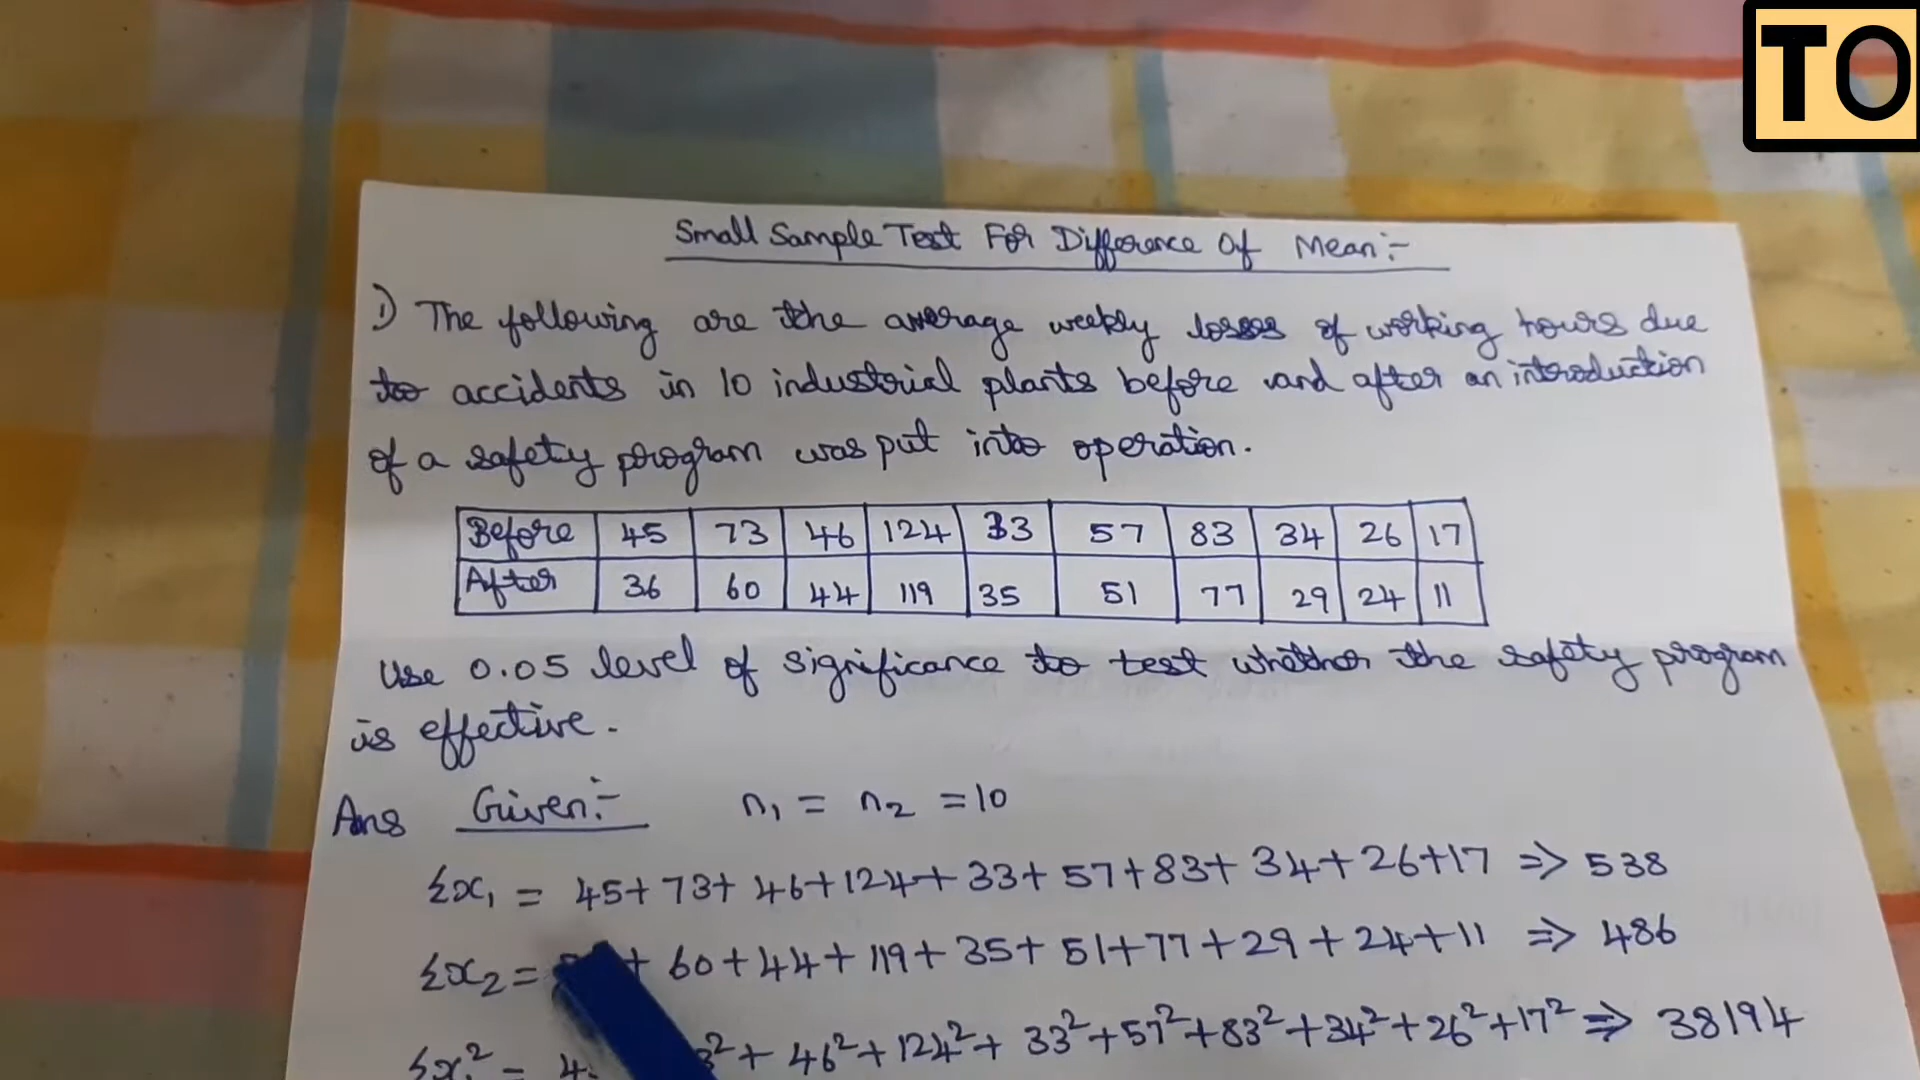 TO
Small Sample Test For Difference Of Mean :-
1) The following are the average weekly losses of working hours due
to accidents in 10 industrial plants before and after an introduction
of a safety program was put into operation.
Before 45 73 46 124 33 57 83 34 26 17
After 36 60 44 119 35 51 77 29 24 11
Use 0.05 level of significance to test whether the safety program
is effective.
Ans Given:- n₁ = n₂ = 10
Σx₁ = 45+73+46+124+33+57+83+34+26+17 ⇒ 538
Σx₂ = + 60+44+119+35+51+77+29+24+11 ⇒ 486
Σx₁² = 3²+46²+124²+33²+57²+83²+34²+26²+17² ⇒ 38194